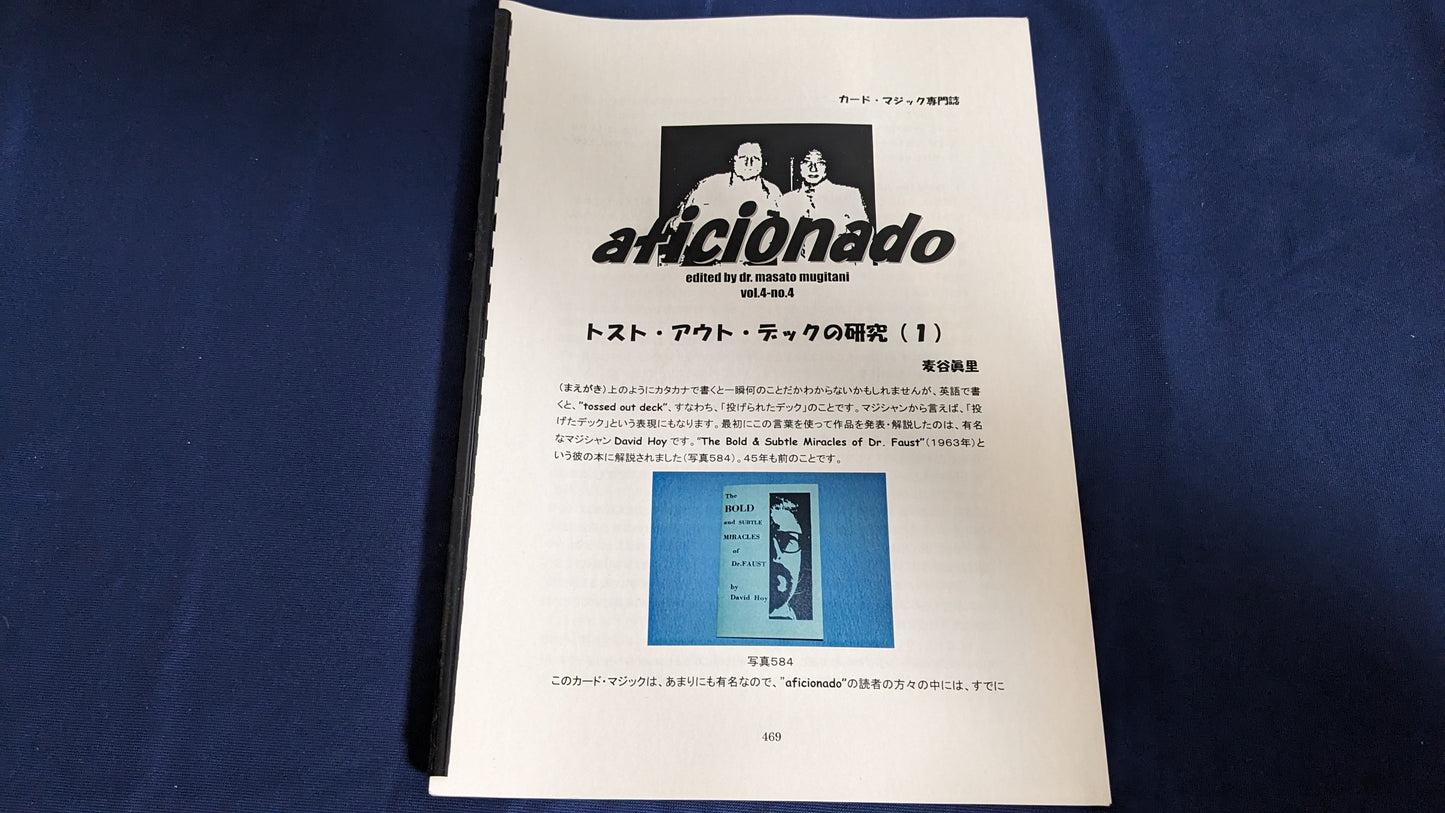 カード・マジック専門誌
aficionado
edited by dr. masato mugitani
vol.4-no.4
トスト・アウト・デックの研究（１）
麦谷眞里
（まえがき）上のようにカタカナで書くと一瞬何のことだかわからないかもしれませんが、英語で書
くと、”tossed out deck”、すなわち、「投げられたデック」のことです。マジシャンから言えば、「投
げたデック」という表現にもなります。最初にこの言葉を使って作品を発表・解説したのは、有名
なマジシャン David Hoy です。”The Bold & Subtle Miracles of Dr. Faust”（１９６３年）と
いう彼の本に解説されました（写真５８４）。４５年も前のことです。
The
BOLD
and SUBTLE
MIRACLES
of
Dr.FAUST
by
David Hoy
写真５８４
このカード・マジックは、あまりにも有名なので、”aficionado”の読者の方々の中には、すでに
469